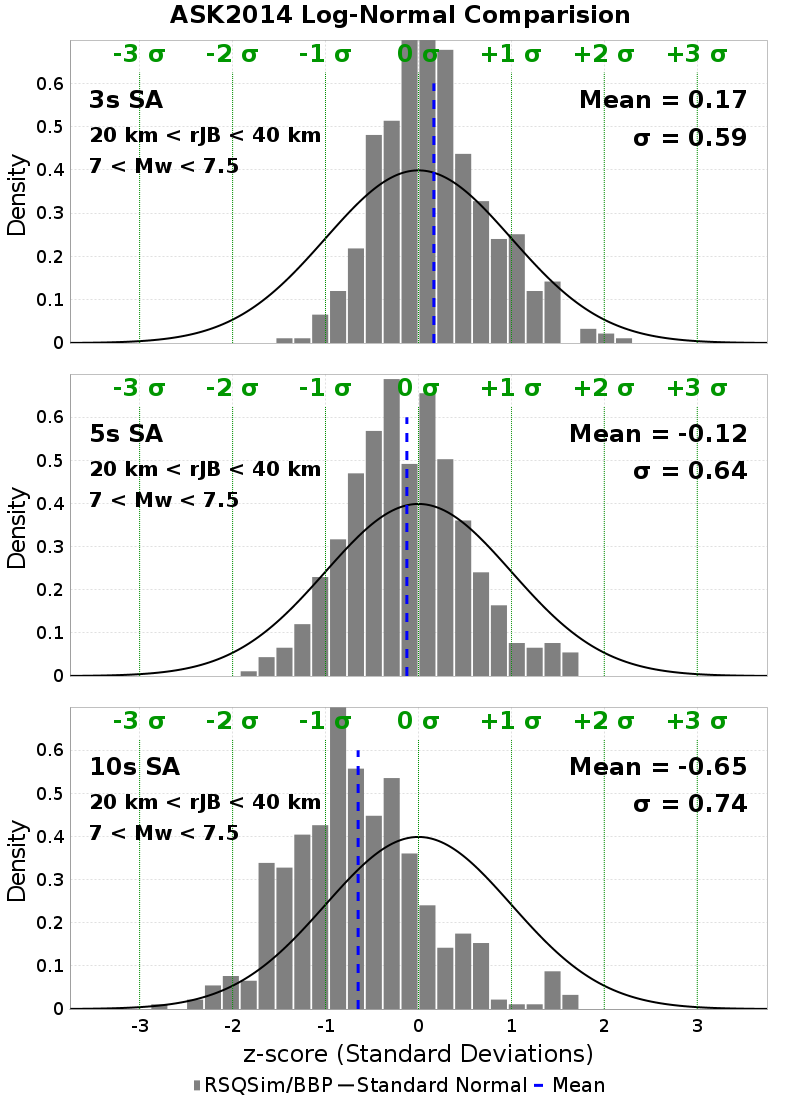 ASK2014 Log-Normal Comparision
-3 σ -2 σ -1 σ 0 σ +1 σ +2 σ +3 σ
3s SA
20 km < rJB < 40 km
7 < Mw < 7.5
Mean = 0.17
σ = 0.59
Density
0.6
0.5
0.4
0.3
0.2
0.1
0
-3 σ -2 σ -1 σ 0 σ +1 σ +2 σ +3 σ
5s SA
20 km < rJB < 40 km
7 < Mw < 7.5
Mean = -0.12
σ = 0.64
Density
0.6
0.5
0.4
0.3
0.2
0.1
0
-3 σ -2 σ -1 σ 0 σ +1 σ +2 σ +3 σ
10s SA
20 km < rJB < 40 km
7 < Mw < 7.5
Mean = -0.65
σ = 0.74
Density
0.6
0.5
0.4
0.3
0.2
0.1
0
-3 -2 -1 0 1 2 3
z-score (Standard Deviations)
RSQSim/BBP Standard Normal Mean